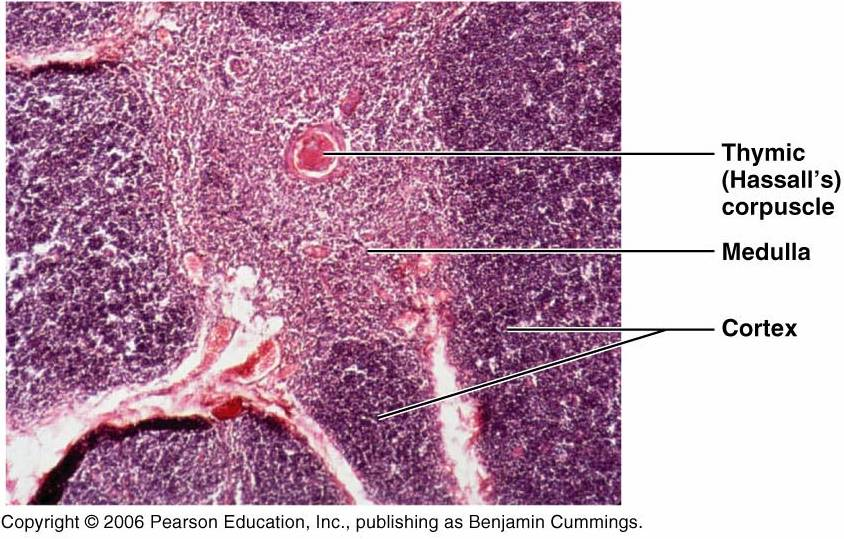 Thymic
(Hassall's)
corpuscle
Medulla
Cortex
Copyright © 2006 Pearson Education, Inc., publishing as Benjamin Cummings.